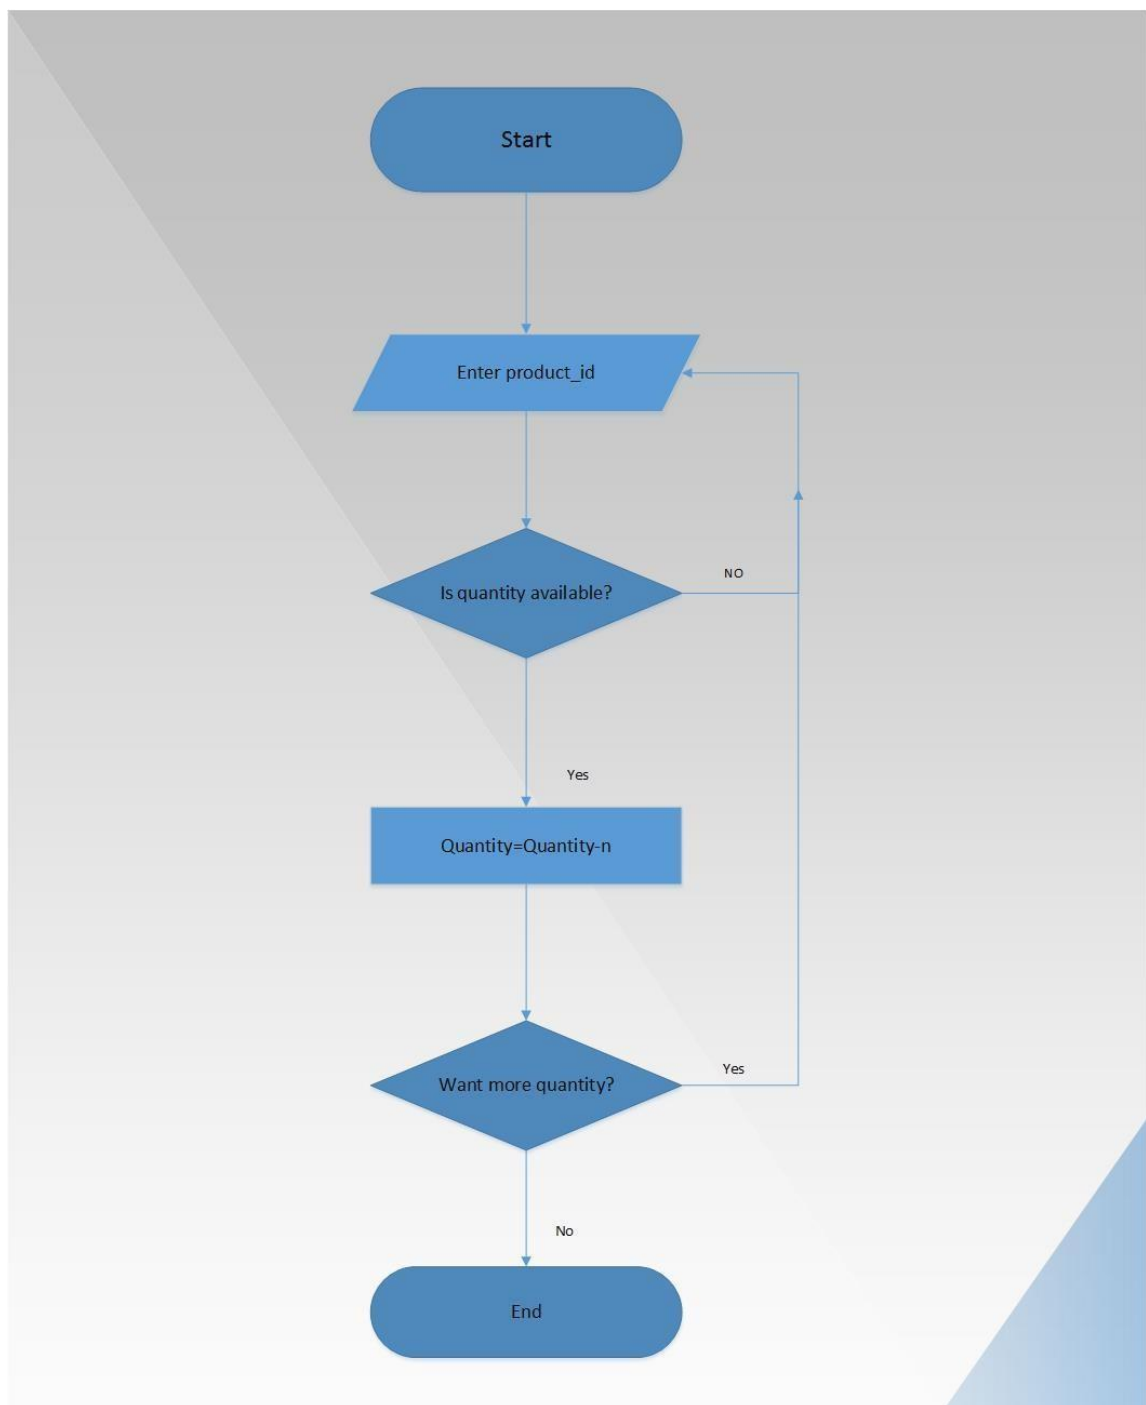 Start
Enter product_id
Is quantity available?
NO
Yes
Quantity=Quantity-n
Want more quantity?
Yes
No
End